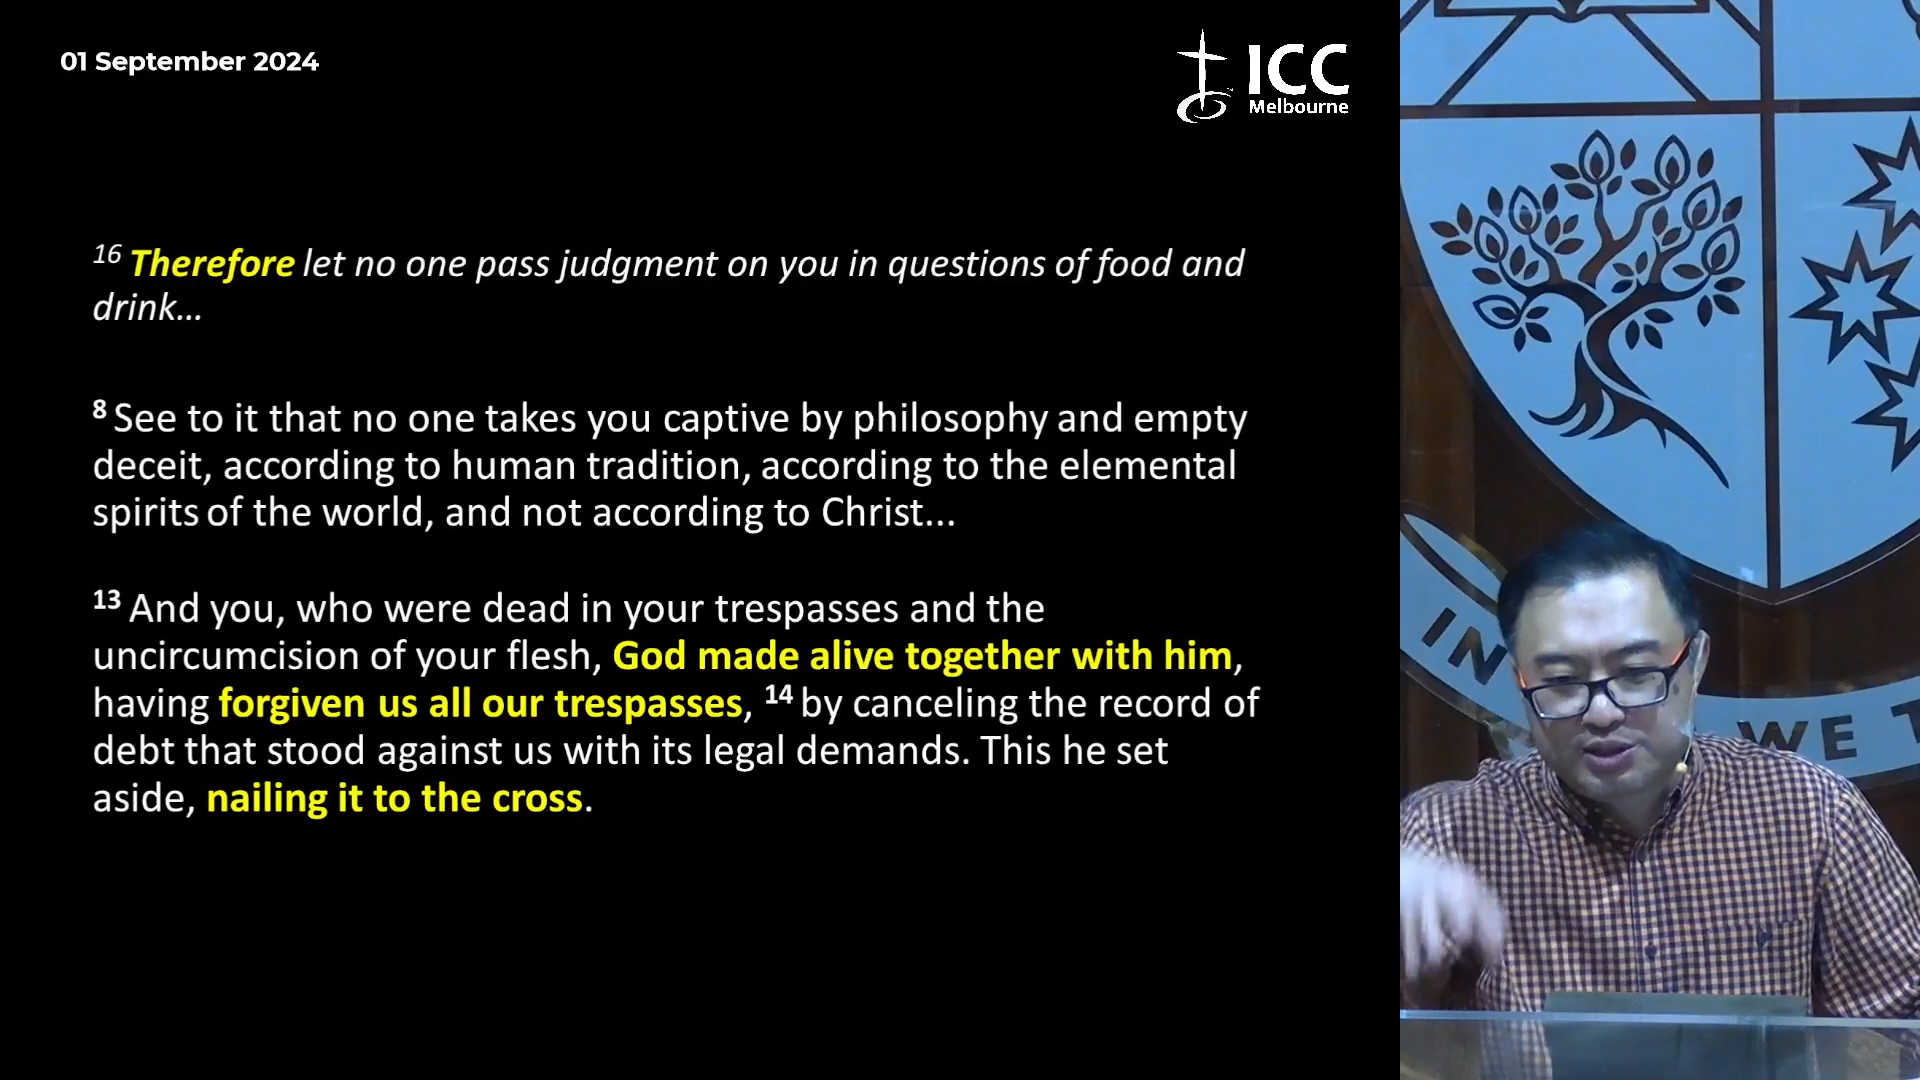 01 September 2024
ICC
Melbourne
16 Therefore let no one pass judgment on you in questions of food and
drink...
8 See to it that no one takes you captive by philosophy and empty
deceit, according to human tradition, according to the elemental
spirits of the world, and not according to Christ...
13 And you, who were dead in your trespasses and the
uncircumcision of your flesh, God made alive together with him,
having forgiven us all our trespasses, 14 by canceling the record of
debt that stood against us with its legal demands. This he set
aside, nailing it to the cross.
IN
WE T